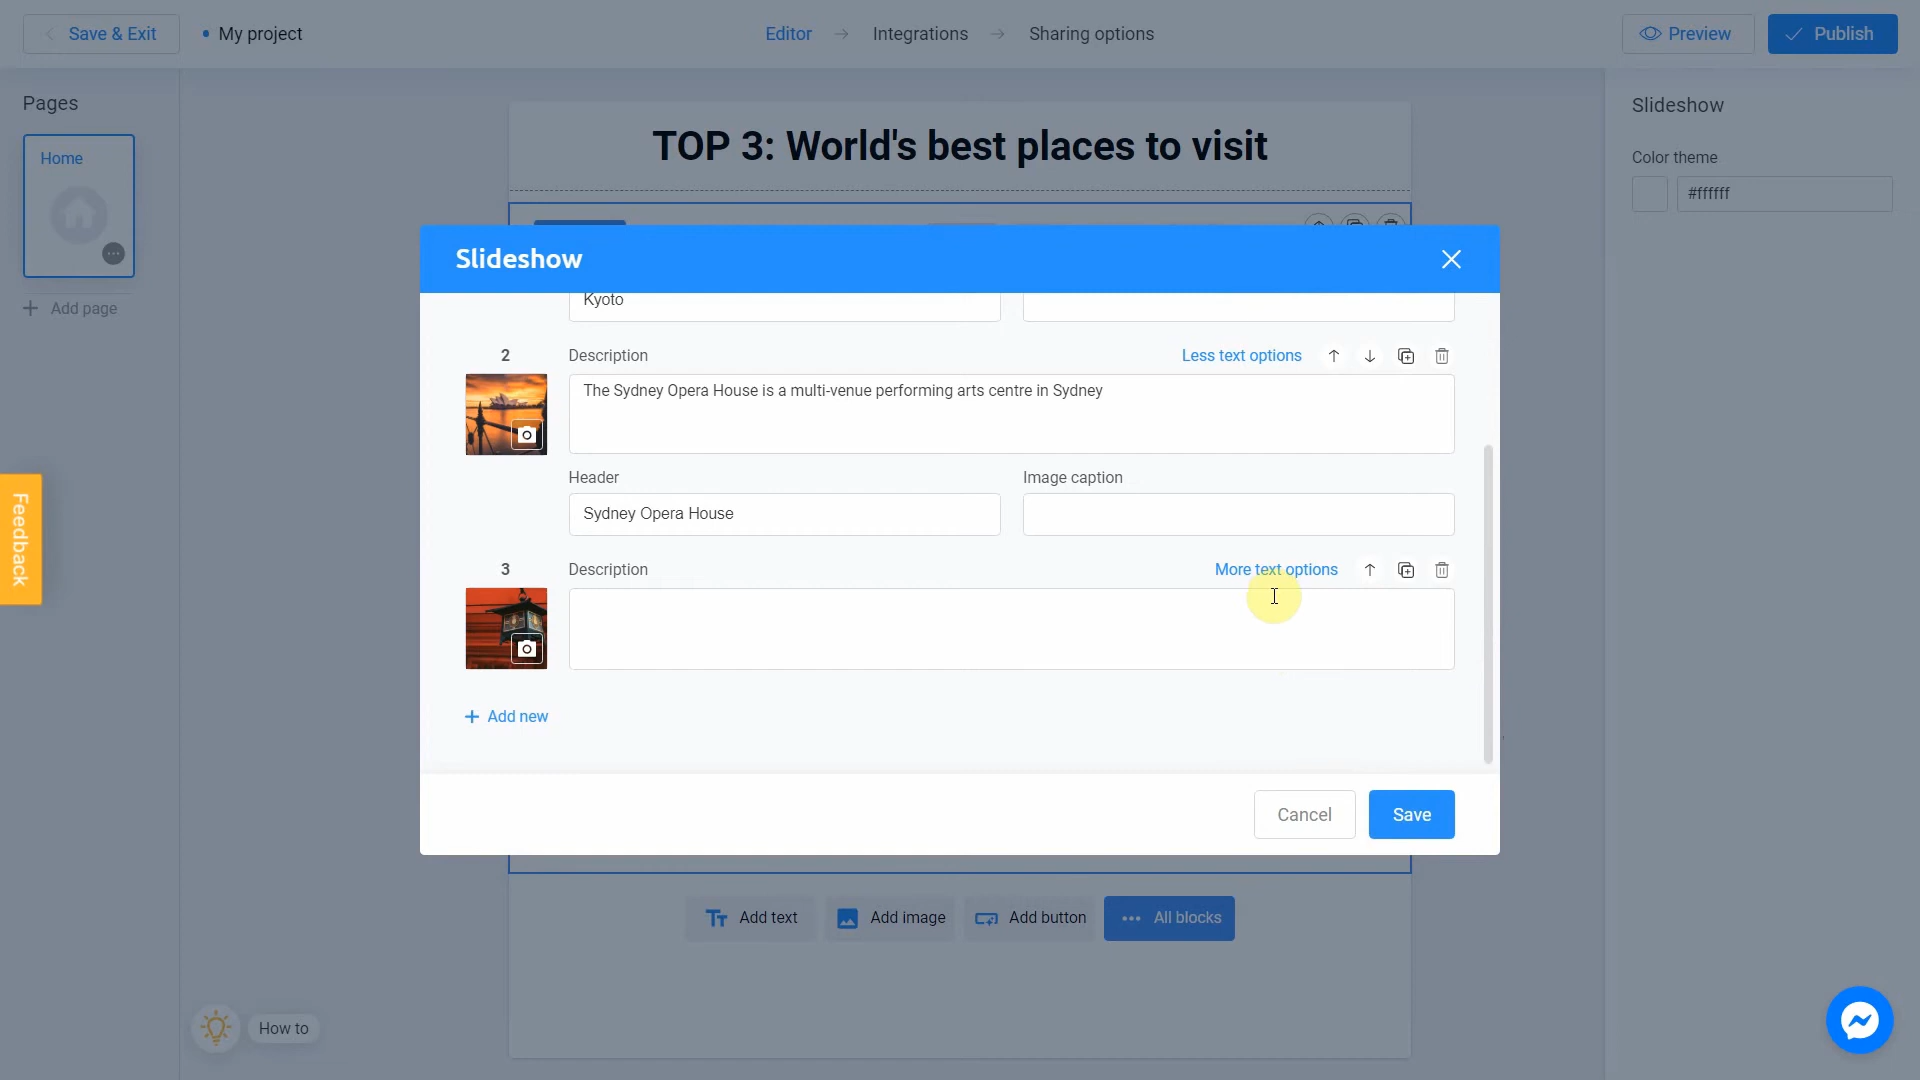 Save & Exit
My project
Editor
Integrations
Sharing options
Preview
Publish
Pages
Home
Add page
TOP 3: World's best places to visit
Slideshow
Color theme
#ffffff
Slideshow
Kyoto
2
Description
Less text options
The Sydney Opera House is a multi-venue performing arts centre in Sydney
Header
Image caption
Sydney Opera House
3
Description
More text options
Add new
Cancel
Save
Feedback
Add text
Add image
Add button
All blocks
How to